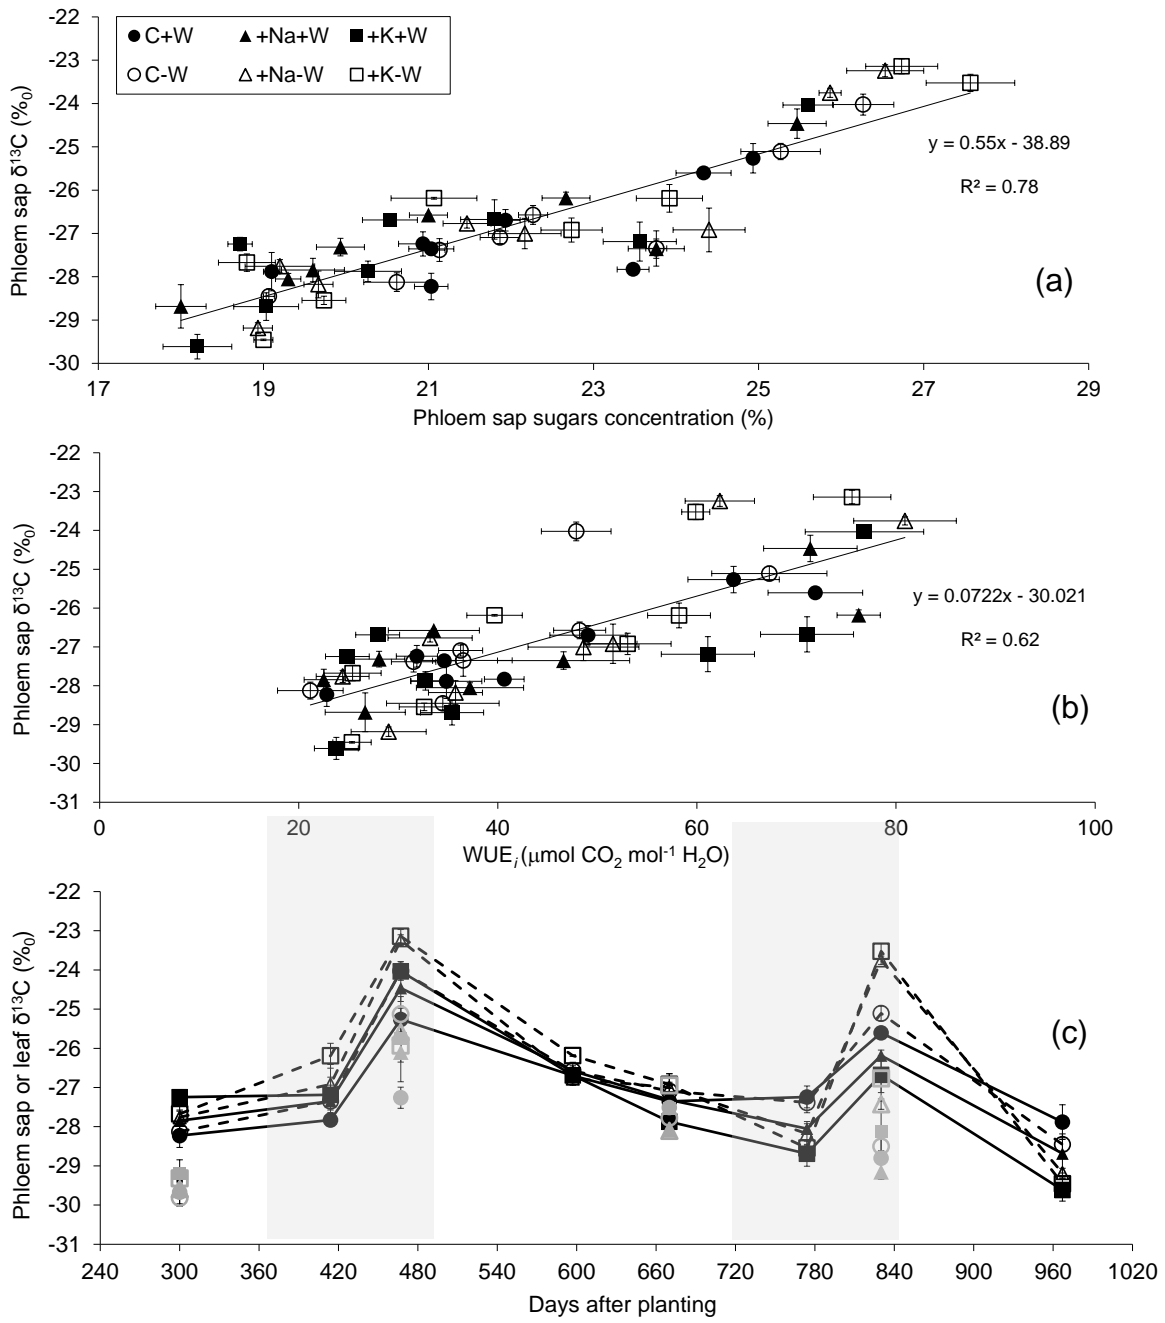 -22
-23
-24
-25
-26
-27
-28
-29
-30
Phloem sap δ¹³C (‰)
C+W +Na+W +K+W
C-W +Na-W +K-W
y = 0.55x - 38.89
R² = 0.78
(a)
17 19 21 23 25 27 29
Phloem sap sugars concentration (%)
-22
-23
-24
-25
-26
-27
-28
-29
-30
-31
Phloem sap δ¹³C (‰)
y = 0.0722x - 30.021
R² = 0.62
(b)
0 20 40 60 80 100
WUEi (μmol CO₂ mol⁻¹ H₂O)
-22
-23
-24
-25
-26
-27
-28
-29
-30
-31
Phloem sap or leaf δ¹³C (‰)
(c)
240 300 360 420 480 540 600 660 720 780 840 900 960 1020
Days after planting